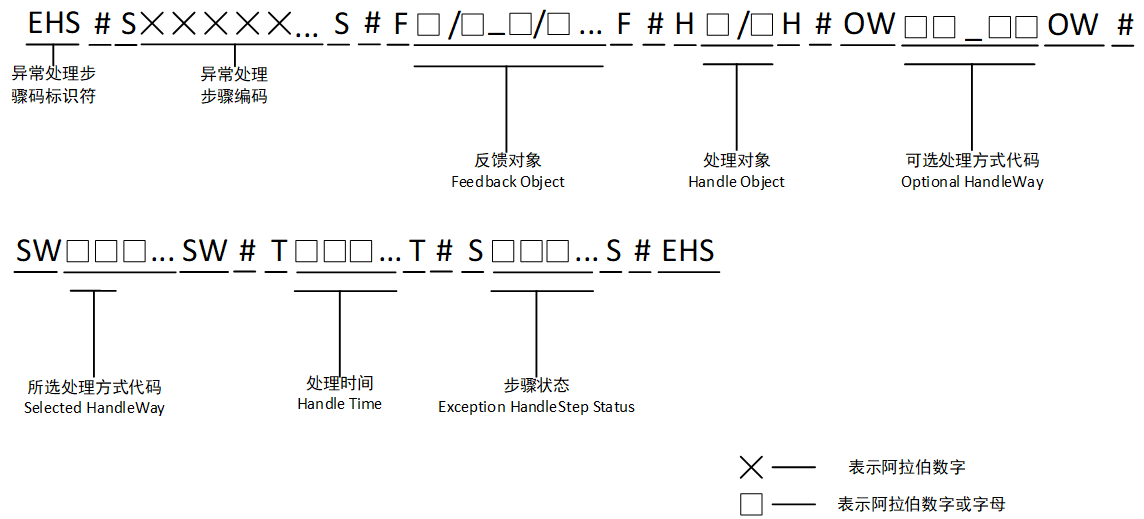 EHS # S×××××... S # F□/□_□/□... F # H□/□H # OW□□_□□OW #
异常处理步
骤码标识符
异常处理
步骤编码
反馈对象
Feedback Object
处理对象
Handle Object
可选处理方式代码
Optional HandleWay
SW□□□...SW # T□□□...T # S□□□...S # EHS
所选处理方式代码
Selected HandleWay
处理时间
Handle Time
步骤状态
Exception HandleStep Status
× — 表示阿拉伯数字
□ — 表示阿拉伯数字或字母